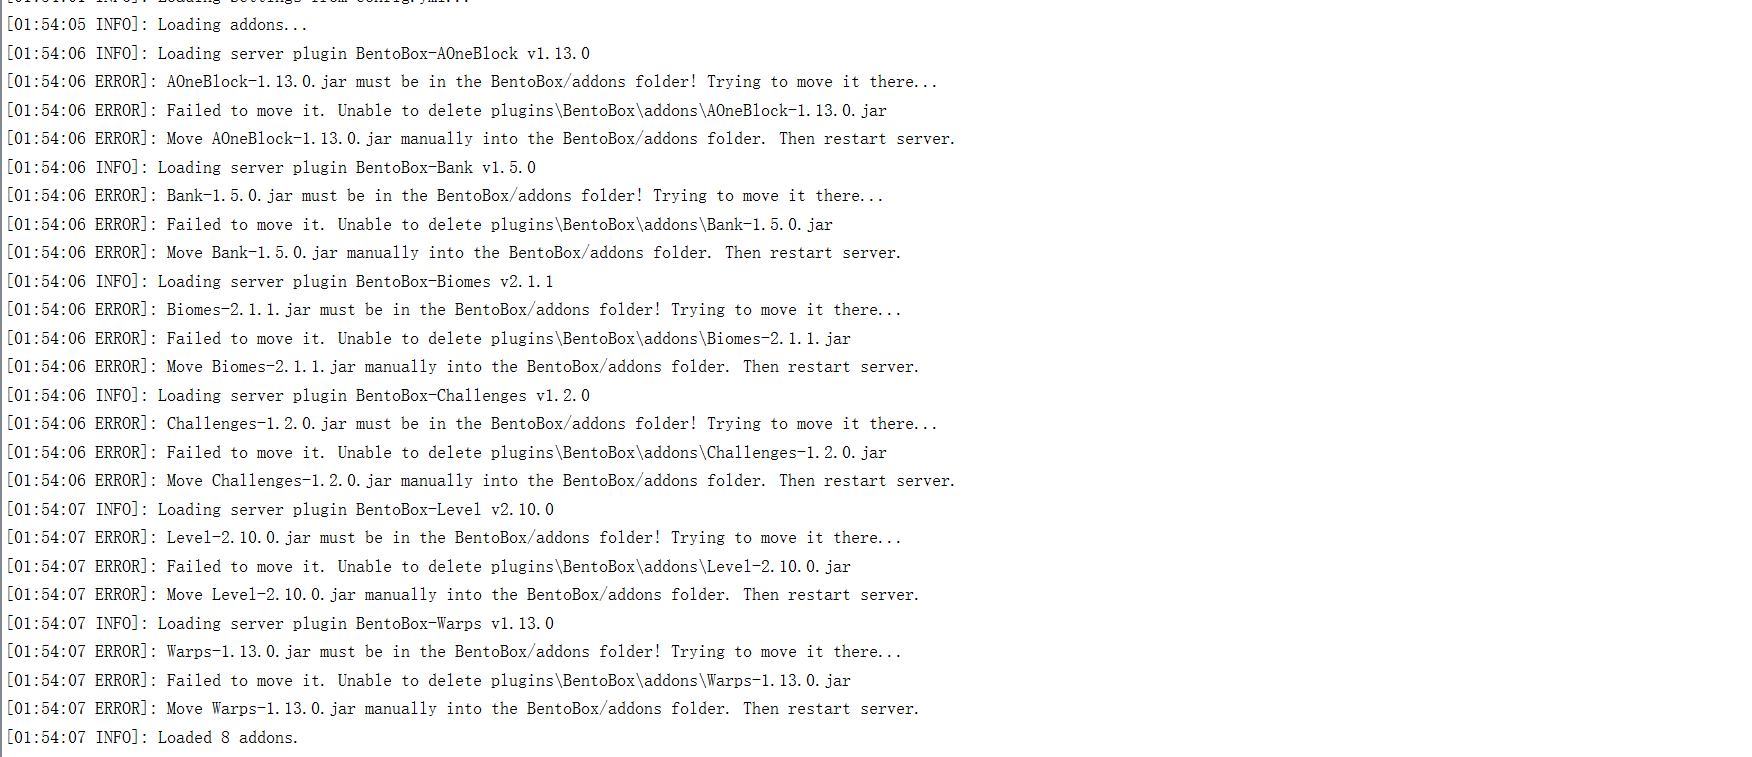 [01:54:05 INFO]: Loading addons...
[01:54:06 INFO]: Loading server plugin BentoBox-AOneBlock v1.13.0
[01:54:06 ERROR]: AOneBlock-1.13.0.jar must be in the BentoBox/addons folder! Trying to move it there...
[01:54:06 ERROR]: Failed to move it. Unable to delete plugins\BentoBox\addons\AOneBlock-1.13.0.jar
[01:54:06 ERROR]: Move AOneBlock-1.13.0.jar manually into the BentoBox/addons folder. Then restart server.
[01:54:06 INFO]: Loading server plugin BentoBox-Bank v1.5.0
[01:54:06 ERROR]: Bank-1.5.0.jar must be in the BentoBox/addons folder! Trying to move it there...
[01:54:06 ERROR]: Failed to move it. Unable to delete plugins\BentoBox\addons\Bank-1.5.0.jar
[01:54:06 ERROR]: Move Bank-1.5.0.jar manually into the BentoBox/addons folder. Then restart server.
[01:54:06 INFO]: Loading server plugin BentoBox-Biomes v2.1.1
[01:54:06 ERROR]: Biomes-2.1.1.jar must be in the BentoBox/addons folder! Trying to move it there...
[01:54:06 ERROR]: Failed to move it. Unable to delete plugins\BentoBox\addons\Biomes-2.1.1.jar
[01:54:06 ERROR]: Move Biomes-2.1.1.jar manually into the BentoBox/addons folder. Then restart server.
[01:54:06 INFO]: Loading server plugin BentoBox-Challenges v1.2.0
[01:54:06 ERROR]: Challenges-1.2.0.jar must be in the BentoBox/addons folder! Trying to move it there...
[01:54:06 ERROR]: Failed to move it. Unable to delete plugins\BentoBox\addons\Challenges-1.2.0.jar
[01:54:06 ERROR]: Move Challenges-1.2.0.jar manually into the BentoBox/addons folder. Then restart server.
[01:54:07 INFO]: Loading server plugin BentoBox-Level v2.10.0
[01:54:07 ERROR]: Level-2.10.0.jar must be in the BentoBox/addons folder! Trying to move it there...
[01:54:07 ERROR]: Failed to move it. Unable to delete plugins\BentoBox\addons\Level-2.10.0.jar
[01:54:07 ERROR]: Move Level-2.10.0.jar manually into the BentoBox/addons folder. Then restart server.
[01:54:07 INFO]: Loading server plugin BentoBox-Warps v1.13.0
[01:54:07 ERROR]: Warps-1.13.0.jar must be in the BentoBox/addons folder! Trying to move it there...
[01:54:07 ERROR]: Failed to move it. Unable to delete plugins\BentoBox\addons\Warps-1.13.0.jar
[01:54:07 ERROR]: Move Warps-1.13.0.jar manually into the BentoBox/addons folder. Then restart server.
[01:54:07 INFO]: Loaded 8 addons.